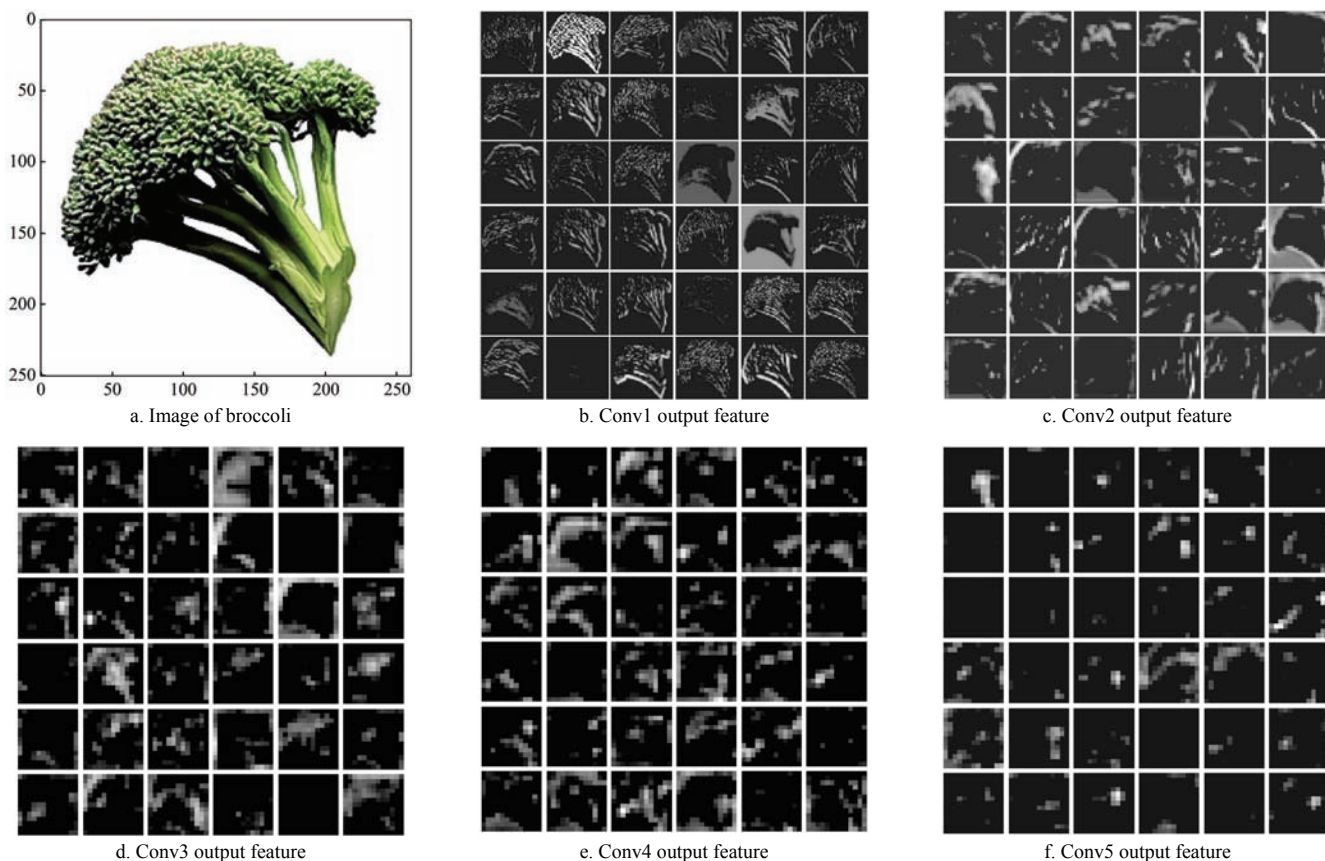 0
50
100
150
200
250
0 50 100 150 200 250
a. Image of broccoli
b. Conv1 output feature
c. Conv2 output feature
d. Conv3 output feature
e. Conv4 output feature
f. Conv5 output feature